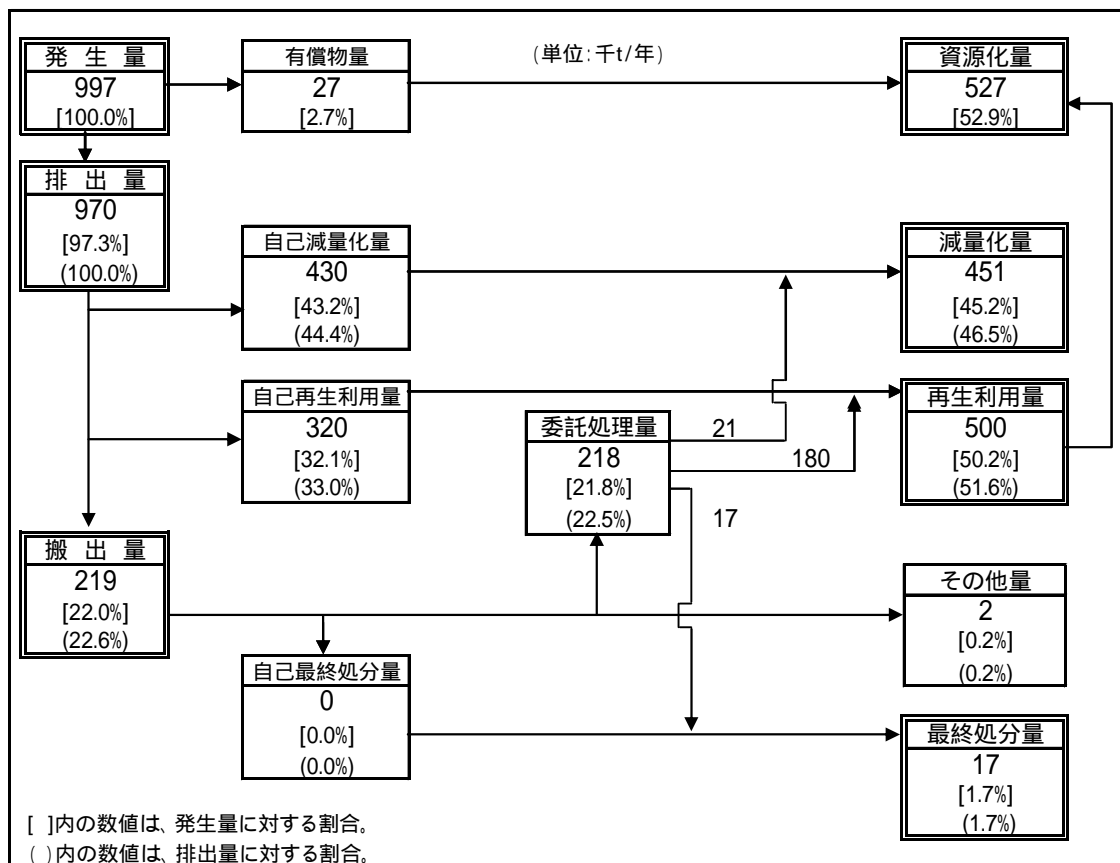 (単位:千t/年)
発 生 量
997
[100.0%]
有償物量
27
[2.7%]
資源化量
527
[52.9%]
排 出 量
970
[97.3%]
(100.0%)
自己減量化量
430
[43.2%]
(44.4%)
減量化量
451
[45.2%]
(46.5%)
自己再生利用量
320
[32.1%]
(33.0%)
委託処理量
218
[21.8%]
(22.5%)
21
180
17
再生利用量
500
[50.2%]
(51.6%)
搬 出 量
219
[22.0%]
(22.6%)
その他量
2
[0.2%]
(0.2%)
自己最終処分量
0
[0.0%]
(0.0%)
最終処分量
17
[1.7%]
(1.7%)
[ ]内の数値は、発生量に対する割合。
( )内の数値は、排出量に対する割合。